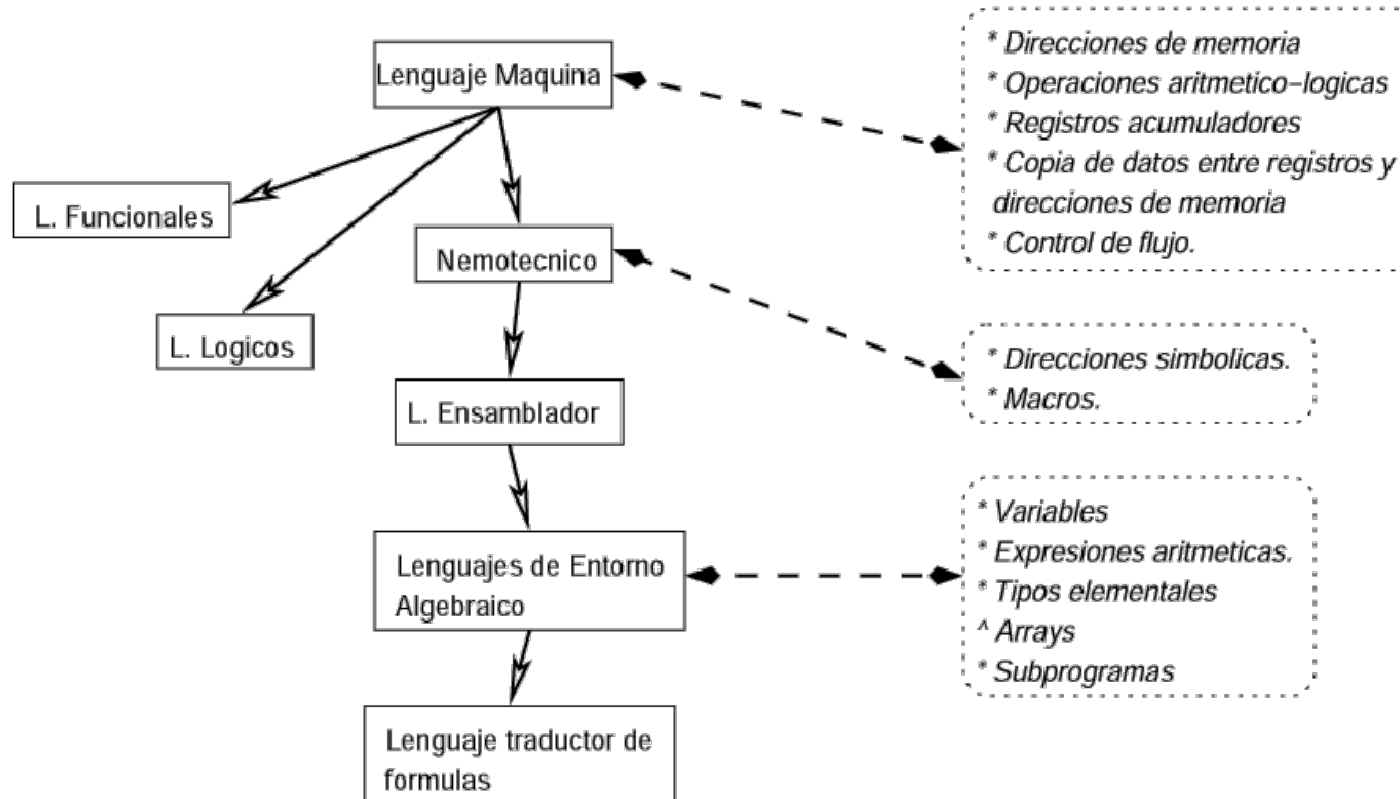 Lenguaje Maquina
L. Funcionales
L. Logicos
Nemotecnico
L. Ensamblador
Lenguajes de Entorno
Algebraico
Lenguaje traductor de
formulas
* Direcciones de memoria
* Operaciones aritmetico-logicas
* Registros acumuladores
* Copia de datos entre registros y
direcciones de memoria
* Control de flujo.
* Direcciones simbolicas.
* Macros.
* Variables
* Expresiones aritmeticas.
* Tipos elementales
^ Arrays
* Subprogramas